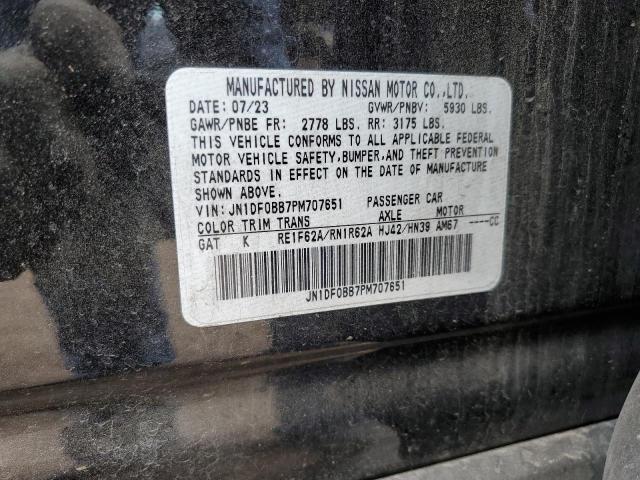 MANUFACTURED BY NISSAN MOTOR CO.,LTD.
DATE: 07/23 GVWR/PNBV: 5930 LBS.
GAWR/PNBE FR: 2778 LBS. RR: 3175 LBS.
THIS VEHICLE CONFORMS TO ALL APPLICABLE FEDERAL
MOTOR VEHICLE SAFETY,BUMPER,AND THEFT PREVENTION
STANDARDS IN EFFECT ON THE DATE OF MANUFACTURE
SHOWN ABOVE.
VIN: JN1DF0BB7PM707651 PASSENGER CAR
COLOR TRIM TRANS AXLE MOTOR
GAT K RE1F62A/RN1R62A HJ42/HN39 AM67 ----CC
JN1DF0BB7PM707651